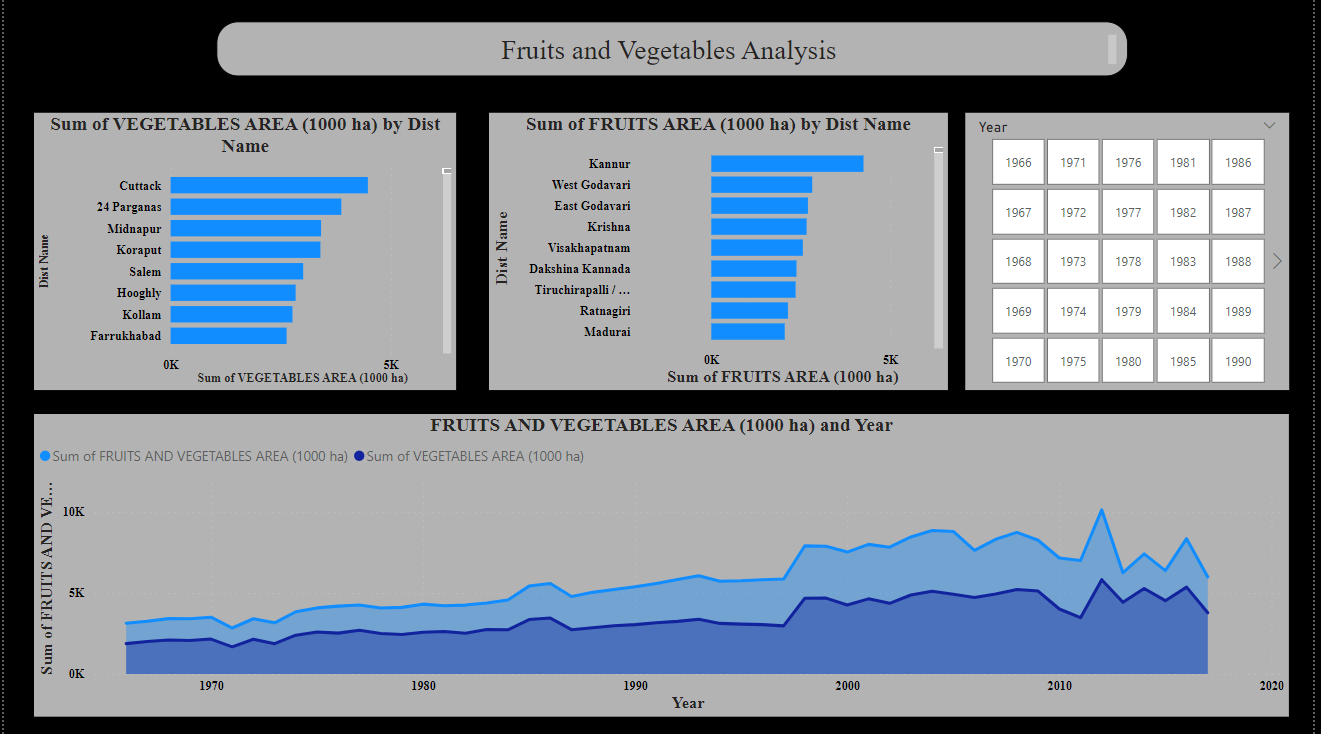 Fruits and Vegetables Analysis
Sum of VEGETABLES AREA (1000 ha) by Dist
Name
Dist Name
Cuttack
24 Parganas
Midnapur
Koraput
Salem
Hooghly
Kollam
Farrukhabad
0K 5K
Sum of VEGETABLES AREA (1000 ha)
Sum of FRUITS AREA (1000 ha) by Dist Name
Dist Name
Kannur
West Godavari
East Godavari
Krishna
Visakhapatnam
Dakshina Kannada
Tiruchirapalli / ...
Ratnagiri
Madurai
0K 5K
Sum of FRUITS AREA (1000 ha)
Year
1966 1971 1976 1981 1986
1967 1972 1977 1982 1987
1968 1973 1978 1983 1988
1969 1974 1979 1984 1989
1970 1975 1980 1985 1990
FRUITS AND VEGETABLES AREA (1000 ha) and Year
Sum of FRUITS AND VEGETABLES AREA (1000 ha) Sum of VEGETABLES AREA (1000 ha)
Sum of FRUITS AND VE...
10K
5K
0K
1970 1980 1990 2000 2010 2020
Year